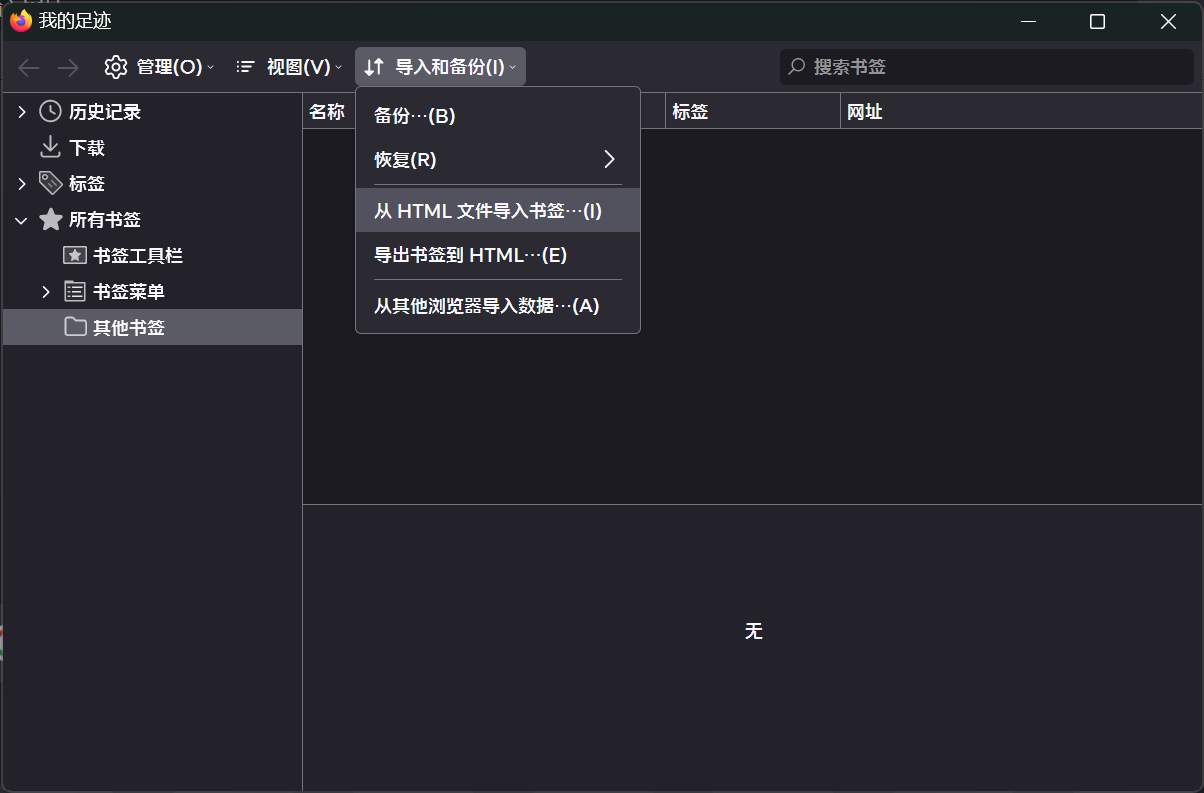 我的足迹
管理(O) 视图(V) 导入和备份(I) 搜索书签
历史记录
下载
标签
所有书签
书签工具栏
书签菜单
其他书签
名称 标签 网址
备份…(B)
恢复(R)
从 HTML 文件导入书签…(I)
导出书签到 HTML…(E)
从其他浏览器导入数据…(A)
无